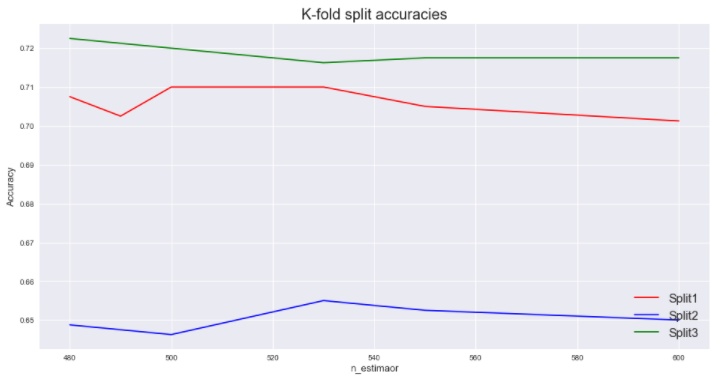 K-fold split accuracies
Accuracy
0.72
0.71
0.70
0.69
0.68
0.67
0.66
0.65
480 500 520 540 560 580 600
n_estimaor
Split1
Split2
Split3